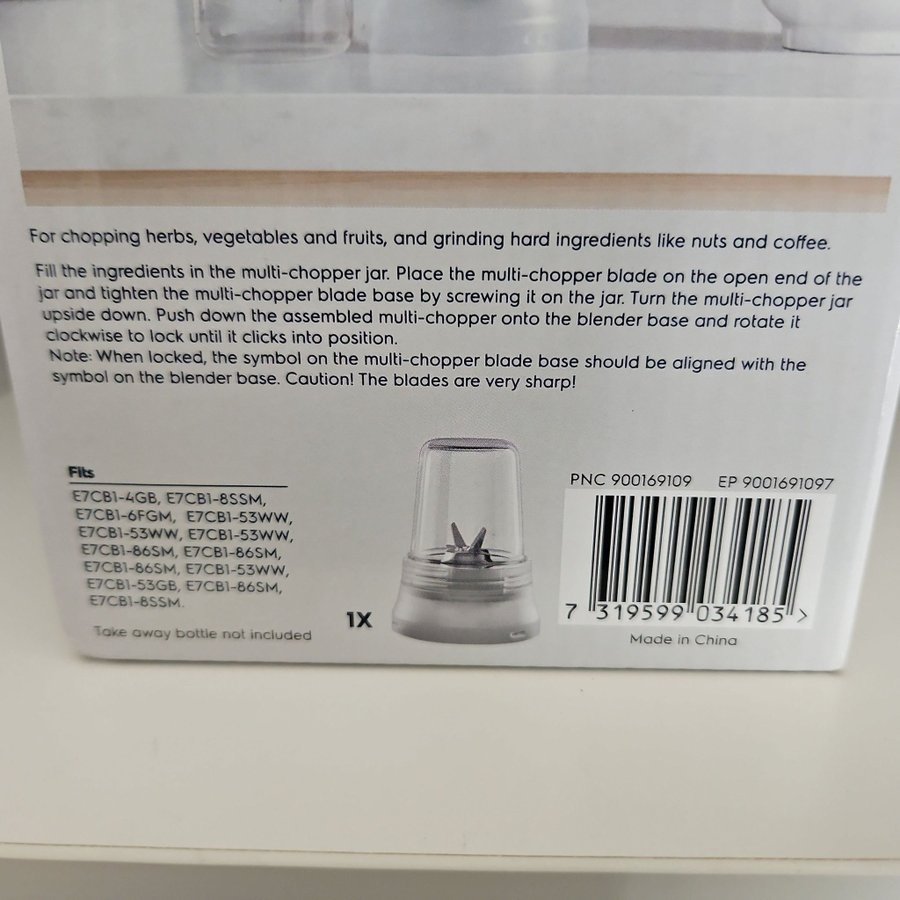 For chopping herbs, vegetables and fruits, and grinding hard ingredients like nuts and coffee.
Fill the ingredients in the multi-chopper jar. Place the multi-chopper blade on the open end of the
jar and tighten the multi-chopper blade base by screwing it on the jar. Turn the multi-chopper jar
upside down. Push down the assembled multi-chopper onto the blender base and rotate it
clockwise to lock until it clicks into position.
Note: When locked, the symbol on the multi-chopper blade base should be aligned with the
symbol on the blender base. Caution! The blades are very sharp!
Fits
E7CB1-4GB, E7CB1-8SSM,
E7CB1-6FGM, E7CB1-53WW,
E7CB1-53WW, E7CB1-53WW,
E7CB1-86SM, E7CB1-86SM,
E7CB1-86SM, E7CB1-53WW,
E7CB1-53GB, E7CB1-86SM,
E7CB1-8SSM.
Take away bottle not included
1X
PNC 900169109 EP 9001691097
7 319599 034185 >
Made in China